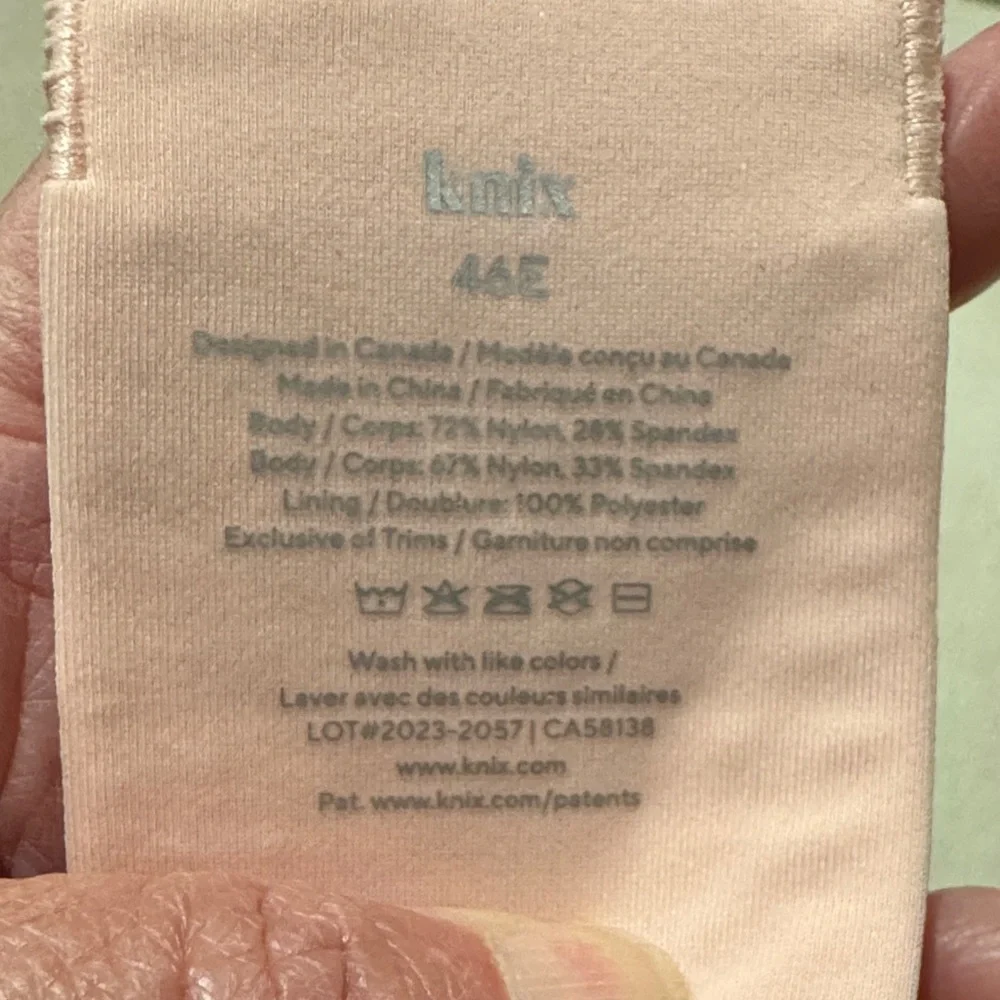 knix
46E
Designed in Canada / Modèle conçu au Canada
Made in China / Fabriqué en China
Body / Corps: 72% Nylon, 28% Spandex
Body / Corps: 67% Nylon, 33% Spandex
Lining / Doublure: 100% Polyester
Exclusive of Trims / Garniture non comprise
Wash with like colors /
Laver avec des couleurs similaires
LOT#2023-2057 | CA58138
www.knix.com
Pat. www.knix.com/patents